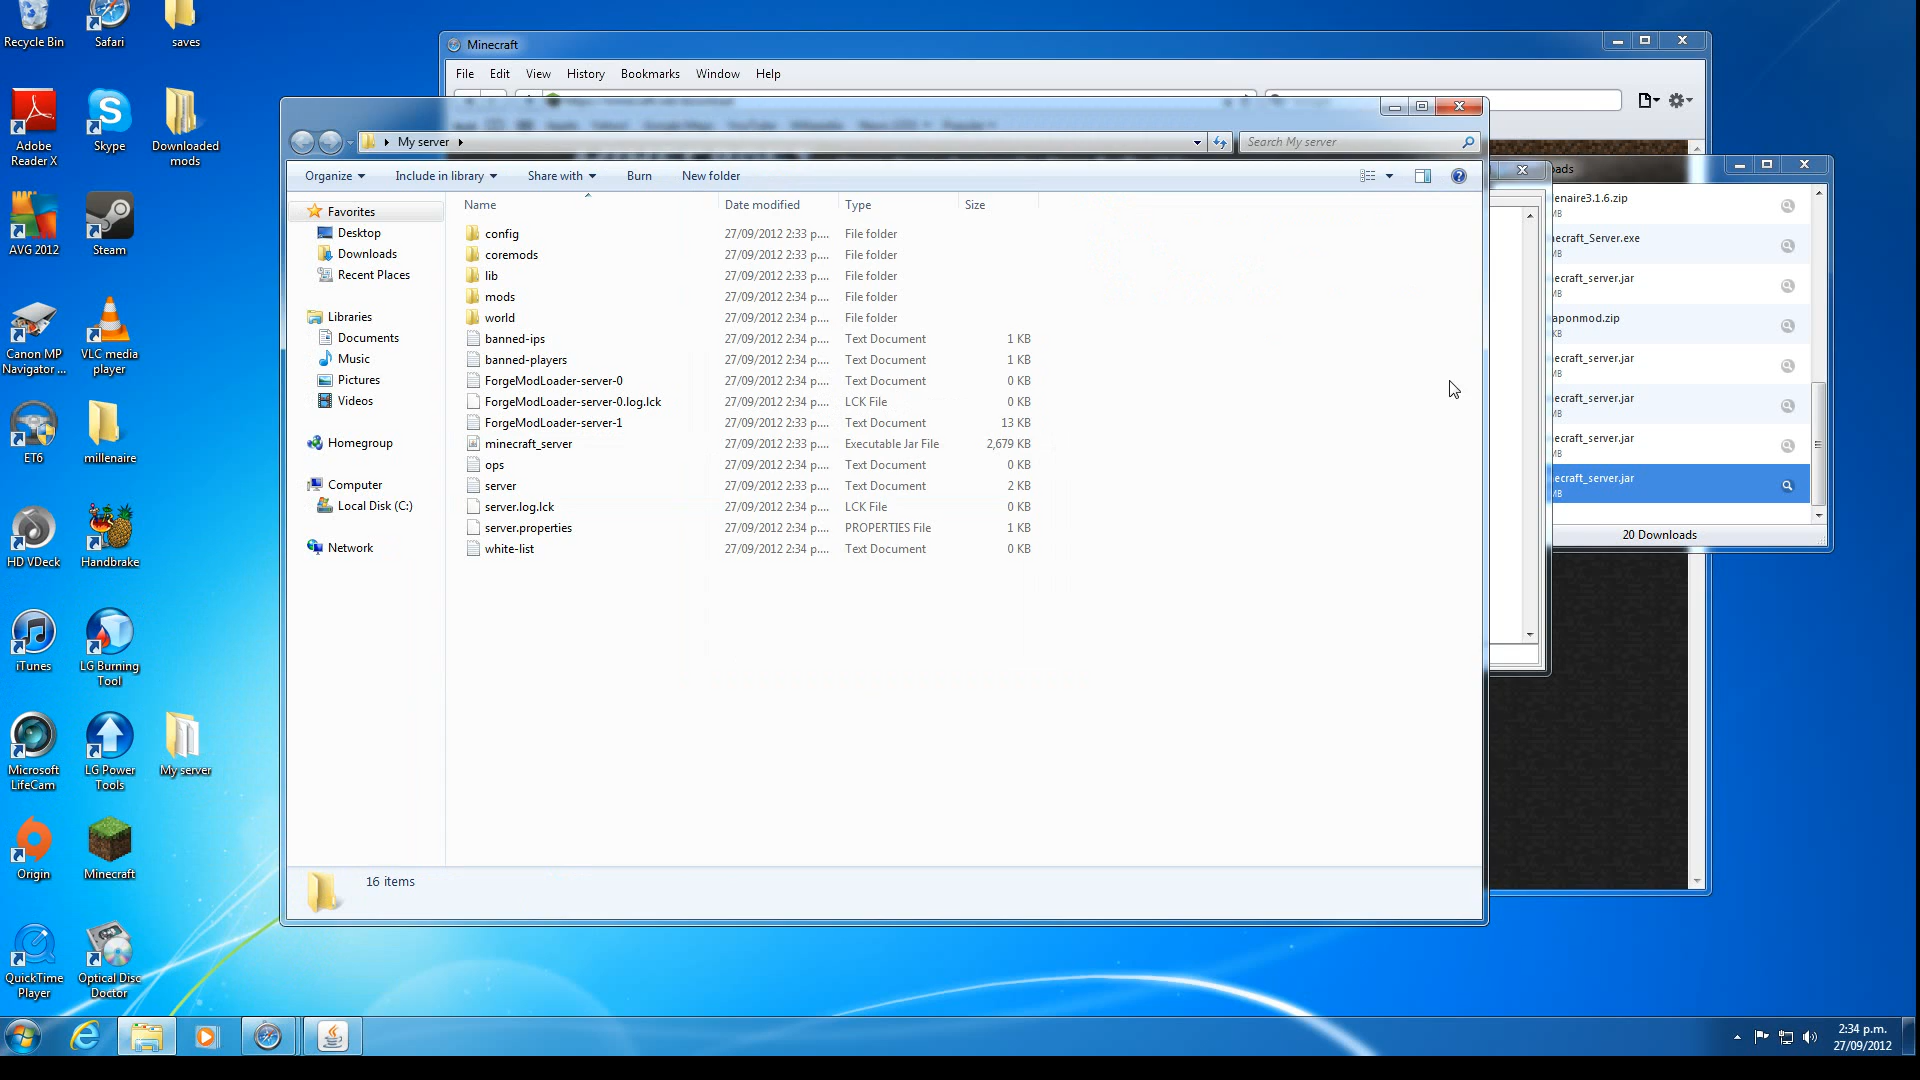 Recycle Bin
Safari
saves
Adobe
Reader X
Skype
Downloaded
mods
AVG 2012
Steam
Canon MP
Navigator ...
VLC media
player
ET6
millenaire
HD VDeck
Handbrake
iTunes
LG Burning
Tool
Microsoft
LifeCam
LG Power
Tools
My server
Origin
Minecraft
QuickTime
Player
Optical Disc
Doctor
Minecraft
File Edit View History Bookmarks Window Help
My server
Search My server
Organize Include in library Share with Burn New folder
Favorites
Desktop
Downloads
Recent Places
Libraries
Documents
Music
Pictures
Videos
Homegroup
Computer
Local Disk (C:)
Network
Name Date modified Type Size
config 27/09/2012 2:33 p.... File folder
coremods 27/09/2012 2:33 p.... File folder
lib 27/09/2012 2:33 p.... File folder
mods 27/09/2012 2:34 p.... File folder
world 27/09/2012 2:34 p.... File folder
banned-ips 27/09/2012 2:34 p.... Text Document 1 KB
banned-players 27/09/2012 2:34 p.... Text Document 1 KB
ForgeModLoader-server-0 27/09/2012 2:34 p.... Text Document 0 KB
ForgeModLoader-server-0.log.lck 27/09/2012 2:34 p.... LCK File 0 KB
ForgeModLoader-server-1 27/09/2012 2:33 p.... Text Document 13 KB
minecraft_server 27/09/2012 2:33 p.... Executable Jar File 2,679 KB
ops 27/09/2012 2:34 p.... Text Document 0 KB
server 27/09/2012 2:33 p.... Text Document 2 KB
server.log.lck 27/09/2012 2:34 p.... LCK File 0 KB
server.properties 27/09/2012 2:34 p.... PROPERTIES File 1 KB
white-list 27/09/2012 2:34 p.... Text Document 0 KB
16 items
oads
enaire3.1.6.zip
MB
ecraft_Server.exe
MB
ecraft_server.jar
MB
aponmod.zip
KB
ecraft_server.jar
MB
ecraft_server.jar
MB
ecraft_server.jar
MB
ecraft_server.jar
MB
20 Downloads
2:34 p.m.
27/09/2012